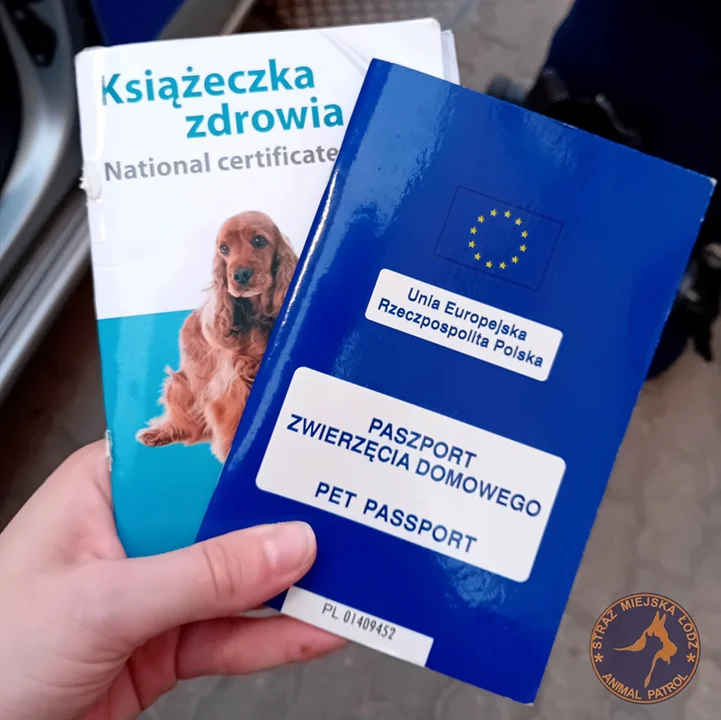 Książeczka
zdrowia
National certificate
Unia Europejska
Rzeczpospolita Polska
PASZPORT
ZWIERZĘCIA DOMOWEGO
PET PASSPORT
PL 01409452
STRAŻ MIEJSKA ŁÓDŹ
ANIMAL PATROL